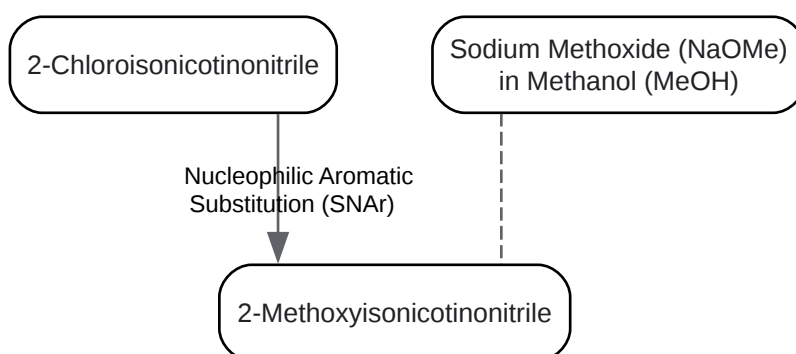 2-Chloroisonicotinonitrile
Sodium Methoxide (NaOMe)
in Methanol (MeOH)
Nucleophilic Aromatic
Substitution (SNAr)
2-Methoxyisonicotinonitrile